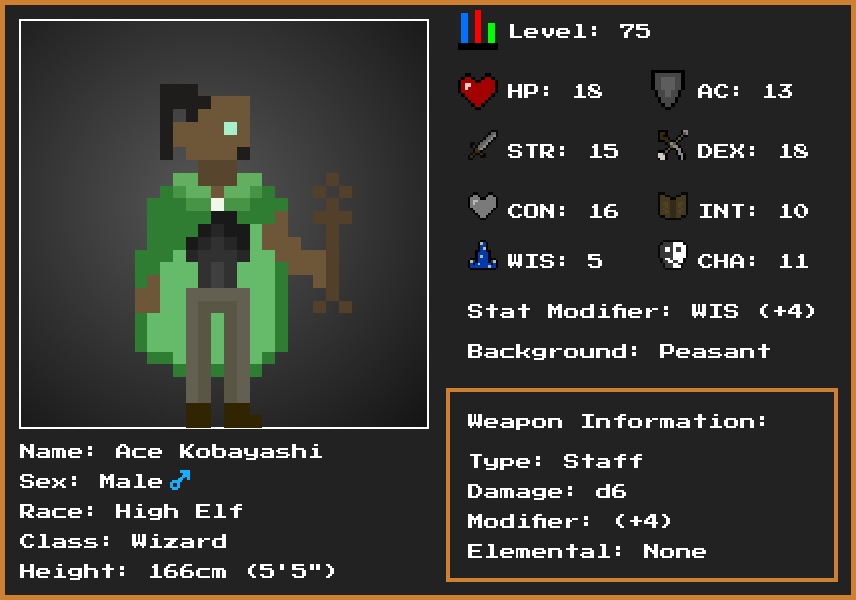 Level: 75
HP: 18
AC: 13
STR: 15
DEX: 18
CON: 16
INT: 10
WIS: 5
CHA: 11
Stat Modifier: WIS (+4)
Background: Peasant
Weapon Information:
Type: Staff
Damage: d6
Modifier: (+4)
Elemental: None
Name: Ace Kobayashi
Sex: Male ♂
Race: High Elf
Class: Wizard
Height: 166cm (5'5")